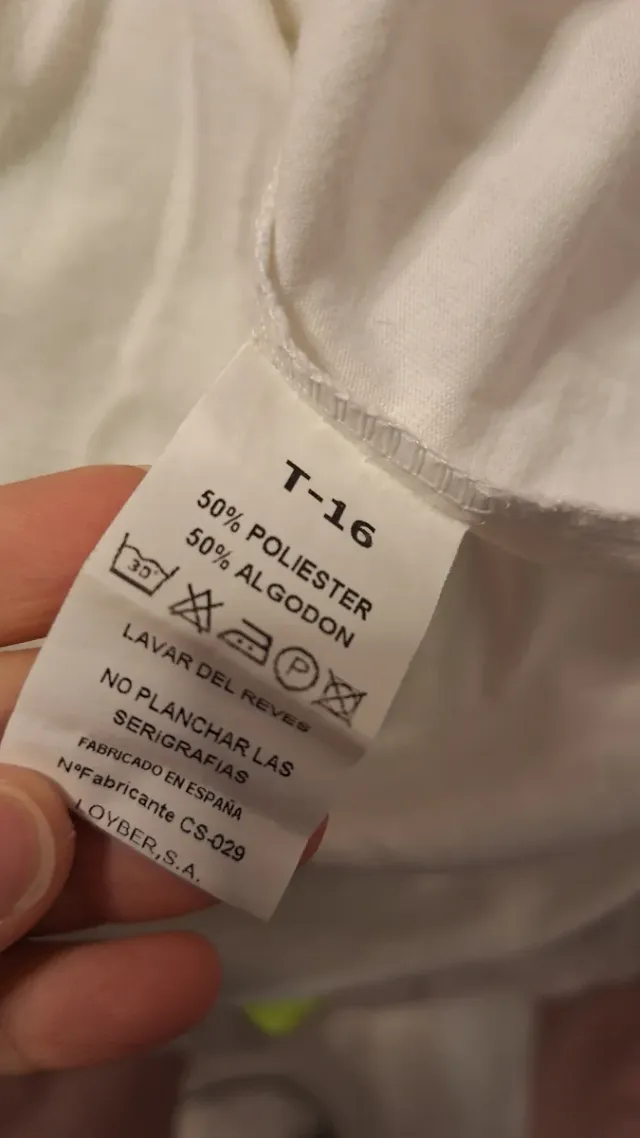 T-16
50% POLIESTER
50% ALGODON
30° P
LAVAR DEL REVES
NO PLANCHAR LAS
SERIGRAFIAS
FABRICADO EN ESPAÑA
NºFabricante CS-029
LOYBER,S.A.